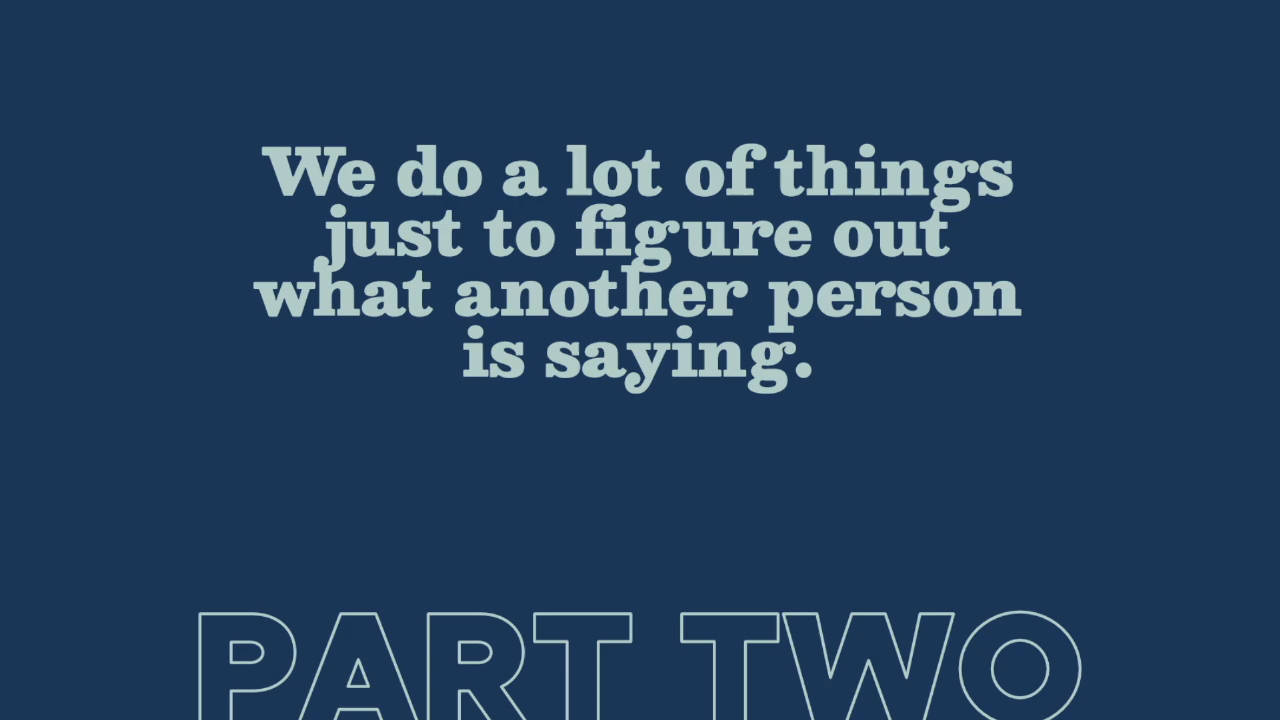 We do a lot of things
just to figure out
what another person
is saying.
PART TWO